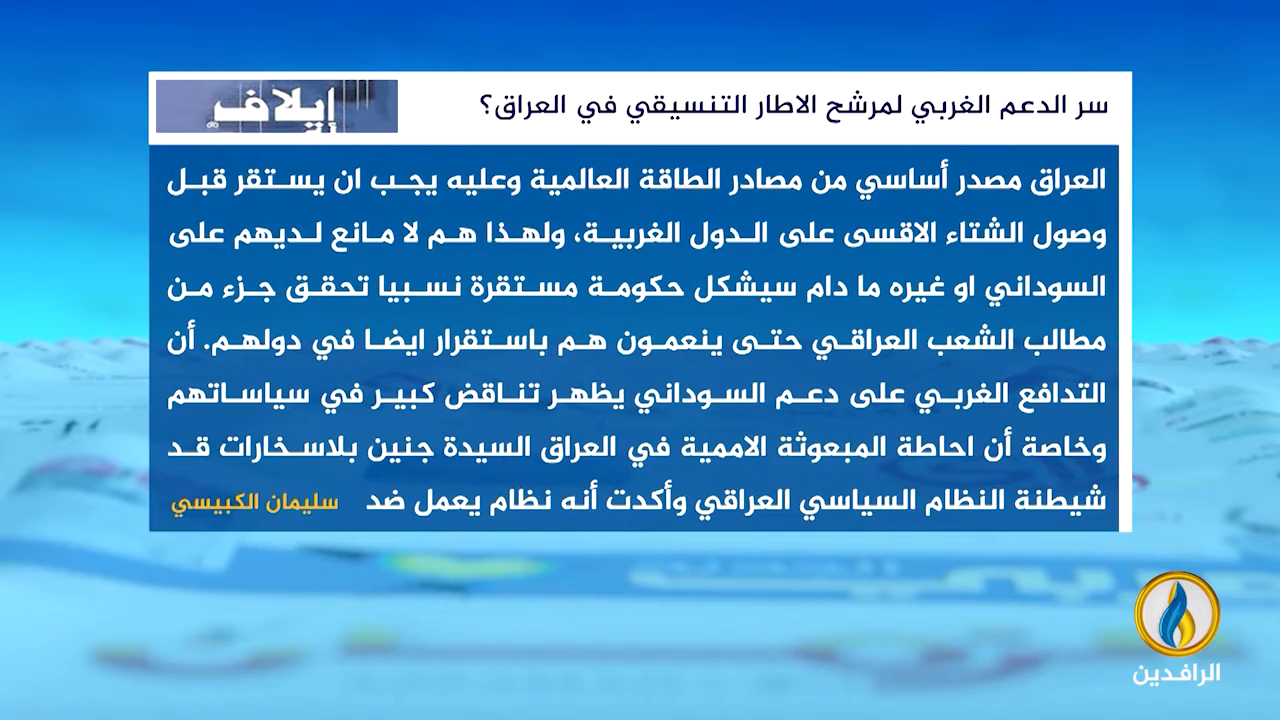 إيلاف
سر الدعم الغربي لمرشح الاطار التنسيقي في العراق؟
العراق مصدر أساسي من مصادر الطاقة العالمية وعليه يجب ان يستقر قبل
وصول الشتاء الاقسى على الدول الغربية، ولهذا هم لا مانع لديهم على
السوداني او غيره ما دام سيشكل حكومة مستقرة نسبيا تحقق جزء من
مطالب الشعب العراقي حتى ينعمون هم باستقرار ايضا في دولهم. أن
التدافع الغربي على دعم السوداني يظهر تناقض كبير في سياساتهم
وخاصة أن احاطة المبعوثة الاممية في العراق السيدة جنين بلاسخارات قد
شيطنة النظام السياسي العراقي وأكدت أنه نظام يعمل ضد
سليمان الكبيسي
الرافدين